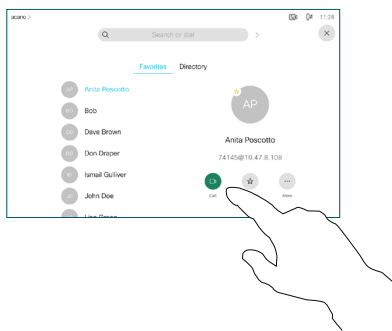 acano >
11:28
Search or dial
Favorites Directory
AP Anita Poscotto
Bob
Dave Brown
Don Draper
Ismail Gulliver
John Doe
AP
Anita Poscotto
74145@10.47.8.108
Call
More